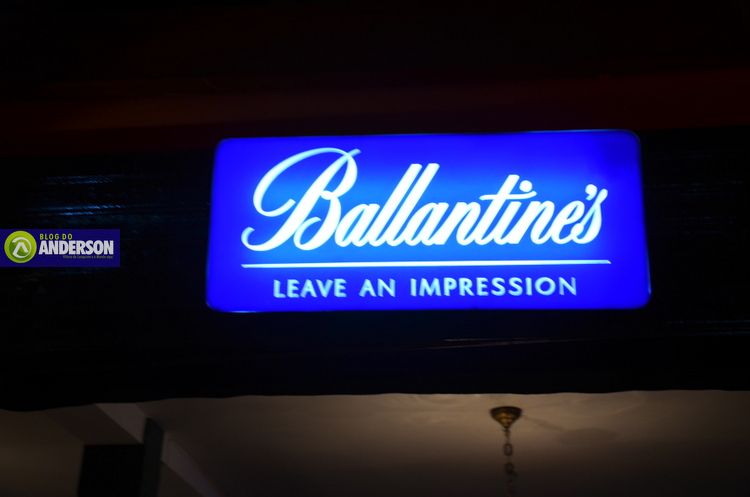 Ballantine's
LEAVE AN IMPRESSION
BLOG DO
ANDERSON